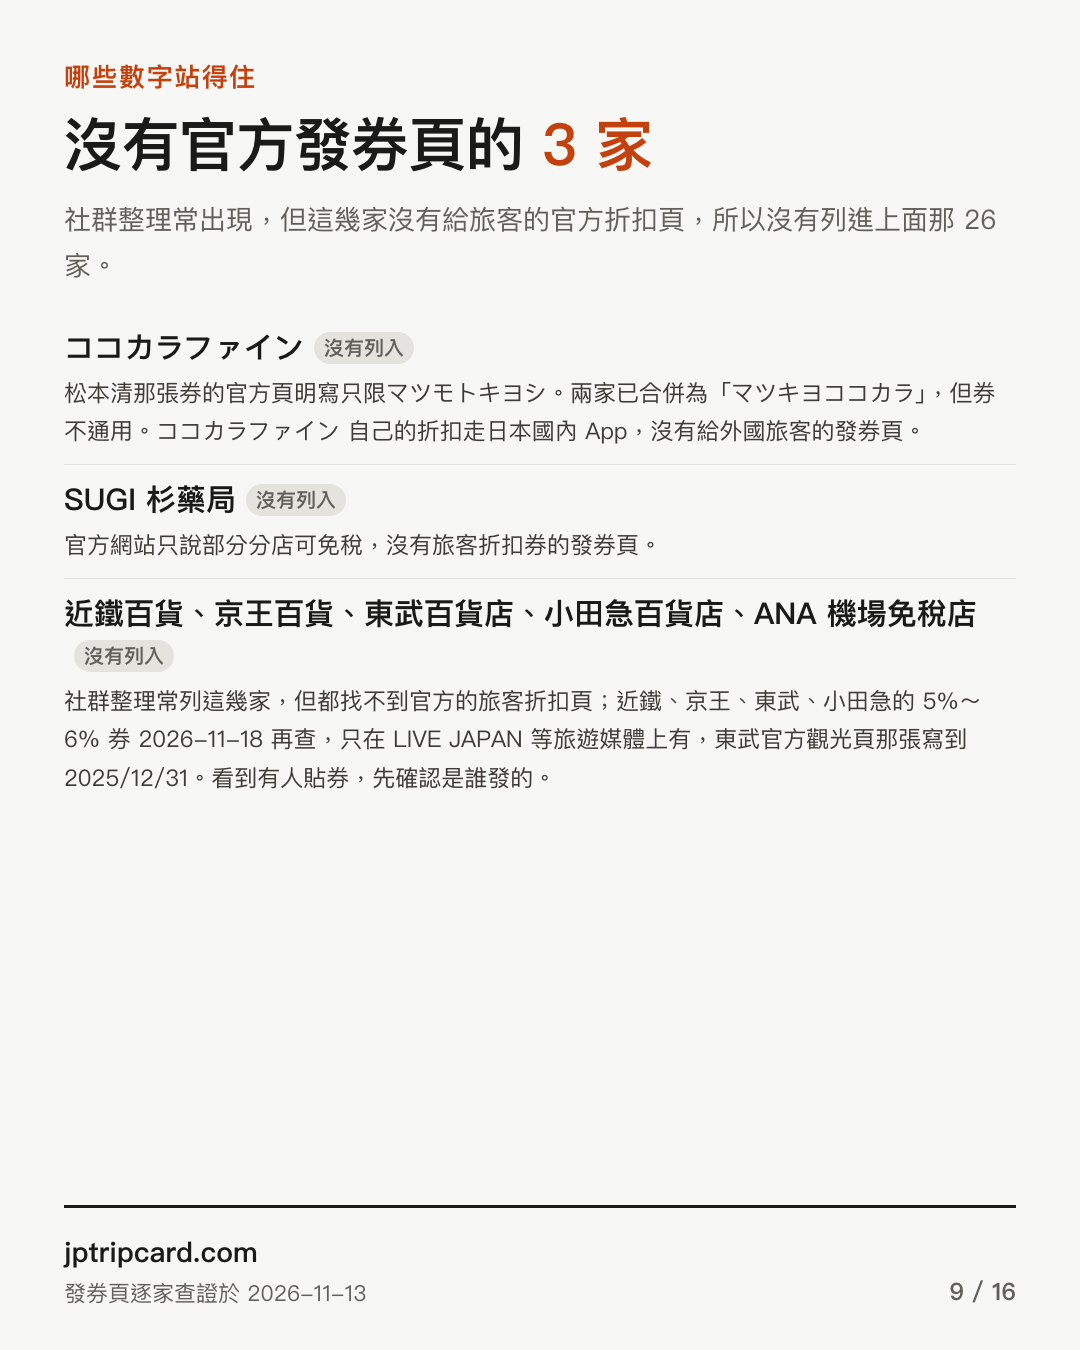 哪些數字站得住
沒有官方發券頁的 3 家
社群整理常出現，但這幾家沒有給旅客的官方折扣頁，所以沒有列進上面那 26
家。
ココカラファイン 沒有列入
松本清那張券的官方頁明寫只限マツモトキヨシ。兩家已合併為「マツキヨココカラ」，但券
不通用。ココカラファイン 自己的折扣走日本國內 App，沒有給外國旅客的發券頁。
SUGI 杉藥局 沒有列入
官方網站只說部分分店可免稅，沒有旅客折扣券的發券頁。
近鐵百貨、京王百貨、東武百貨店、小田急百貨店、ANA 機場免稅店
沒有列入
社群整理常列這幾家，但都找不到官方的旅客折扣頁；近鐵、京王、東武、小田急的 5%～
6% 券 2026-11-18 再查，只在 LIVE JAPAN 等旅遊媒體上有，東武官方觀光頁那張寫到
2025/12/31。看到有人貼券，先確認是誰發的。
jptripcard.com
發券頁逐家查證於 2026-11-13
9 / 16